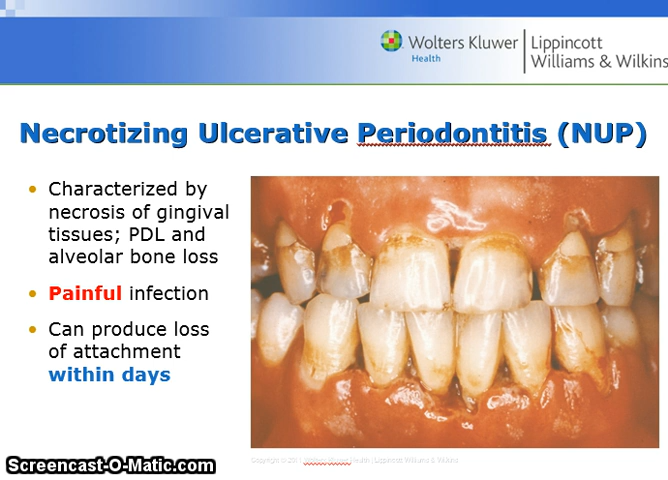 Wolters Kluwer
Health
Lippincott
Williams & Wilkins
Necrotizing Ulcerative Periodontitis (NUP)
• Characterized by
necrosis of gingival
tissues; PDL and
alveolar bone loss
• Painful infection
• Can produce loss
of attachment
within days
Screencast-O-Matic.com